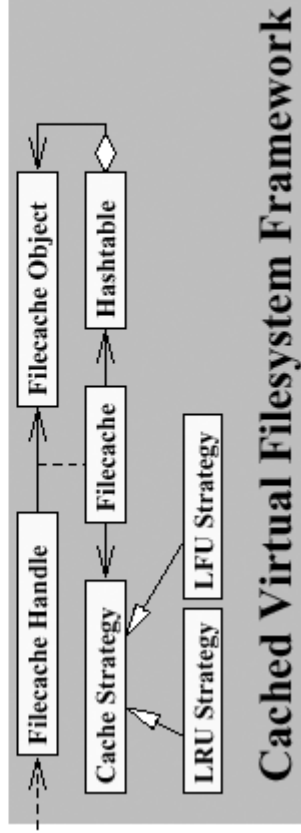 Filecache Handle
Filecache Object
Cache Strategy
Filecache
Hashtable
LRU Strategy
LFU Strategy
Cached Virtual Filesystem Framework